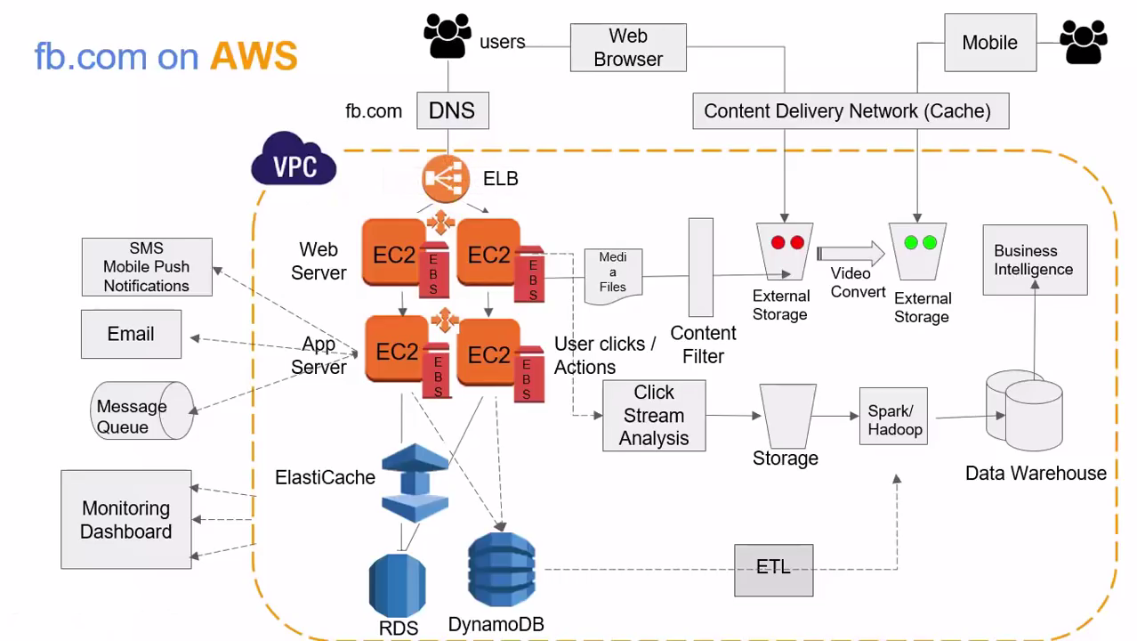 fb.com on AWS
users
Web
Browser
Mobile
fb.com
DNS
Content Delivery Network (Cache)
VPC
ELB
Web
Server
EC2
EBS
EC2
EBS
Medi
a
Files
Content
Filter
External
Storage
Video
Convert
External
Storage
Business
Intelligence
SMS
Mobile Push
Notifications
Email
Message
Queue
App
Server
EC2
EBS
EC2
EBS
User clicks /
Actions
Click
Stream
Analysis
Storage
Spark/
Hadoop
Data Warehouse
ElastiCache
Monitoring
Dashboard
RDS
DynamoDB
ETL